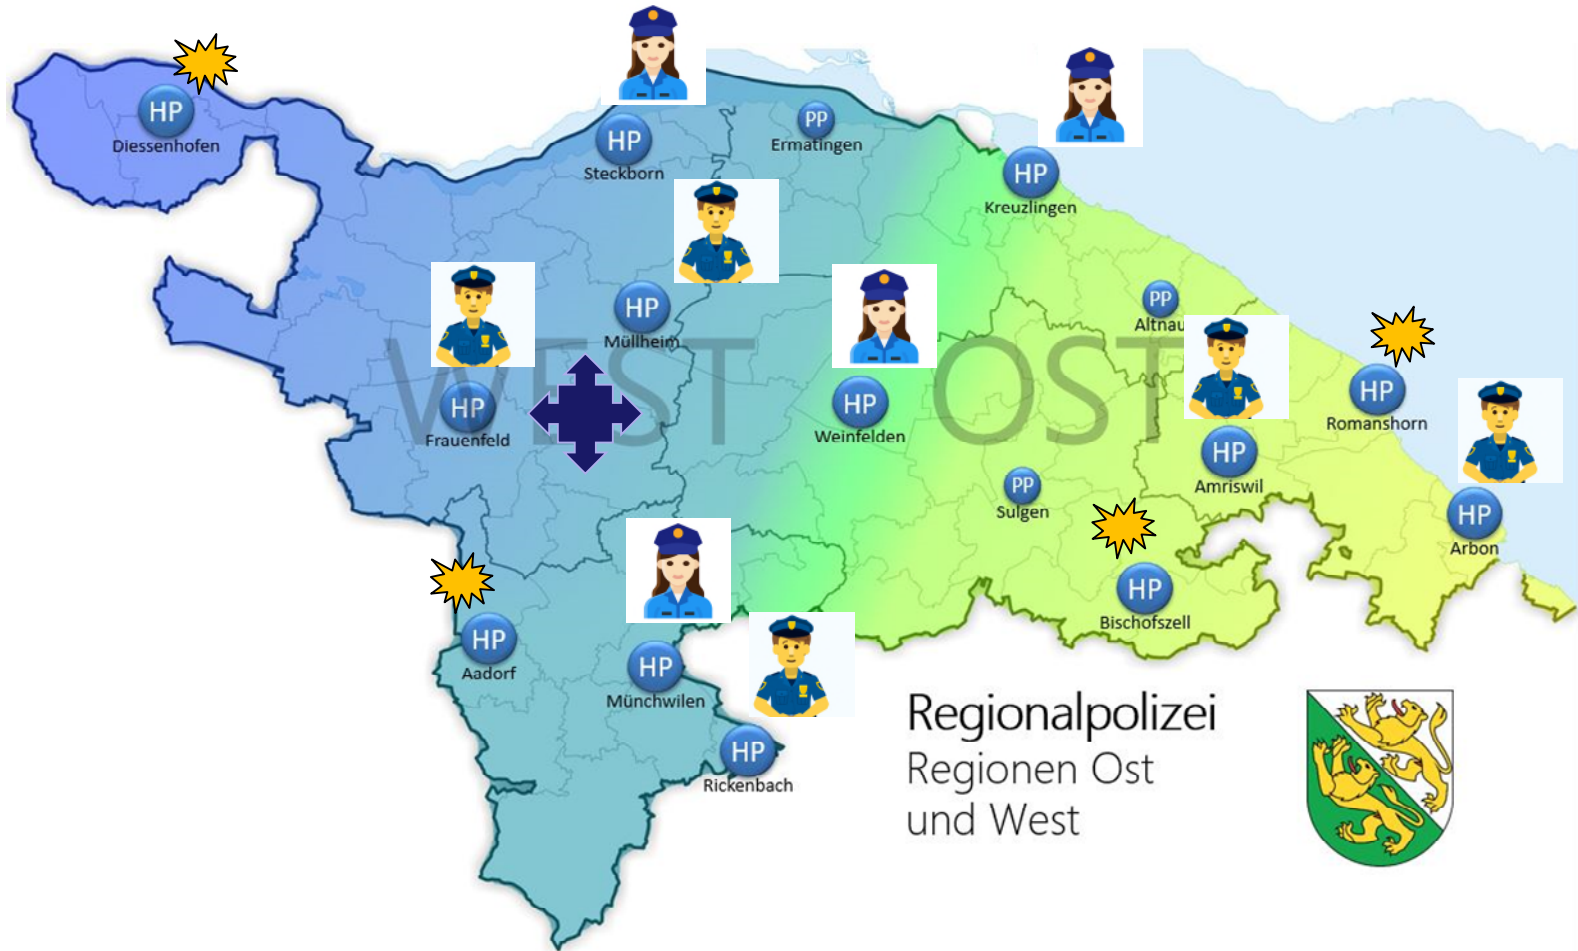 HP
Diessenhofen
HP
Steckborn
PP
Ermatingen
HP
Kreuzlingen
HP
Müllheim
PP
Altnau
WEST OST
HP
Frauenfeld
HP
Weinfelden
HP
Romanshorn
HP
Amriswil
PP
Sulgen
HP
Arbon
HP
Bischofszell
HP
Aadorf
HP
Münchwilen
HP
Rickenbach
Regionalpolizei
Regionen Ost
und West